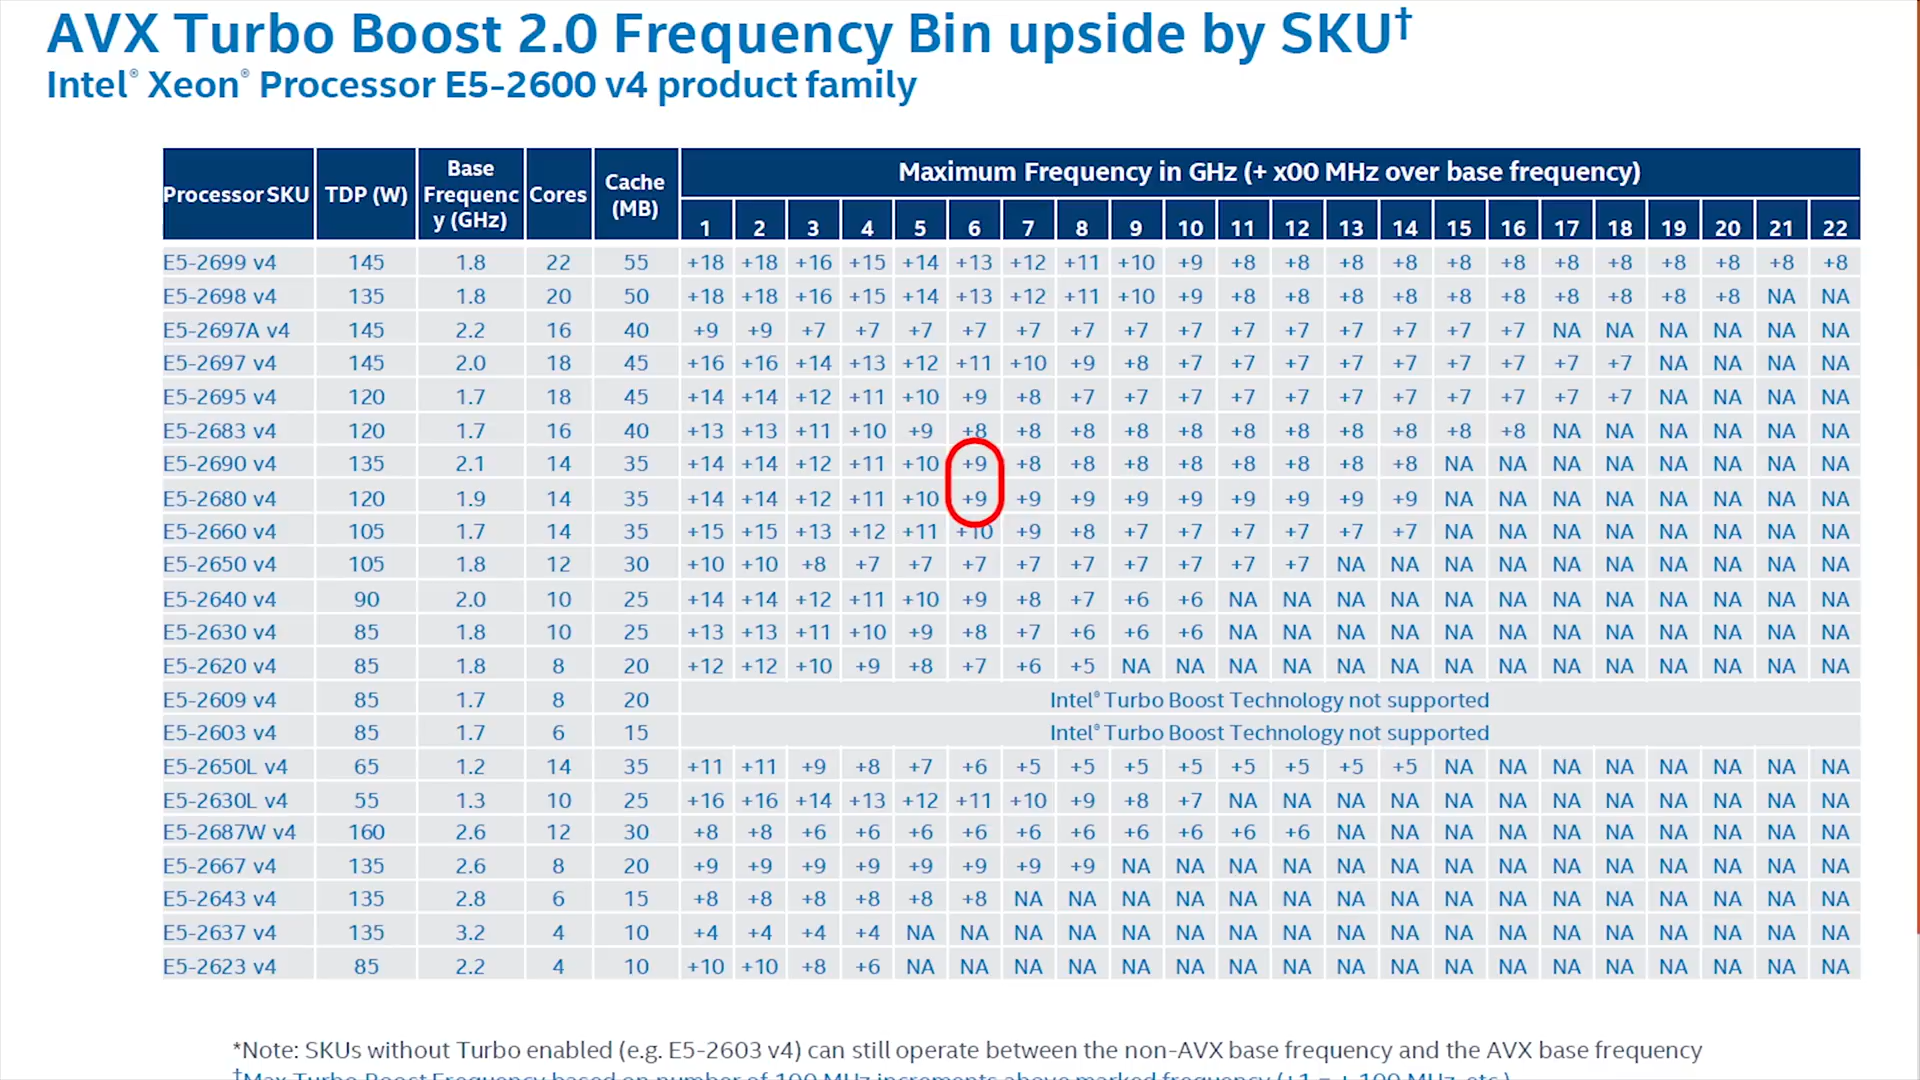 AVX Turbo Boost 2.0 Frequency Bin upside by SKU†
Intel® Xeon® Processor E5-2600 v4 product family
Processor SKU TDP (W) Base Frequency (GHz) Cores Cache (MB) Maximum Frequency in GHz (+ x00 MHz over base frequency)
1 2 3 4 5 6 7 8 9 10 11 12 13 14 15 16 17 18 19 20 21 22
E5-2699 v4 145 1.8 22 55 +18 +18 +16 +15 +14 +13 +12 +11 +10 +9 +8 +8 +8 +8 +8 +8 +8 +8 +8 +8 +8 +8
E5-2698 v4 135 1.8 20 50 +18 +18 +16 +15 +14 +13 +12 +11 +10 +9 +8 +8 +8 +8 +8 +8 +8 +8 +8 +8 NA NA
E5-2697A v4 145 2.2 16 40 +9 +9 +7 +7 +7 +7 +7 +7 +7 +7 +7 +7 +7 +7 +7 +7 NA NA NA NA NA NA
E5-2697 v4 145 2.0 18 45 +16 +16 +14 +13 +12 +11 +10 +9 +8 +7 +7 +7 +7 +7 +7 +7 +7 +7 NA NA NA NA
E5-2695 v4 120 1.7 18 45 +14 +14 +12 +11 +10 +9 +8 +7 +7 +7 +7 +7 +7 +7 +7 +7 +7 +7 NA NA NA NA
E5-2683 v4 120 1.7 16 40 +13 +13 +11 +10 +9 +8 +8 +8 +8 +8 +8 +8 +8 +8 +8 +8 NA NA NA NA NA NA
E5-2690 v4 135 2.1 14 35 +14 +14 +12 +11 +10 +9 +8 +8 +8 +8 +8 +8 +8 +8 NA NA NA NA NA NA NA NA
E5-2680 v4 120 1.9 14 35 +14 +14 +12 +11 +10 +9 +9 +9 +9 +9 +9 +9 +9 +9 NA NA NA NA NA NA NA NA
E5-2660 v4 105 1.7 14 35 +15 +15 +13 +12 +11 +10 +9 +8 +7 +7 +7 +7 +7 +7 NA NA NA NA NA NA NA NA
E5-2650 v4 105 1.8 12 30 +10 +10 +8 +7 +7 +7 +7 +7 +7 +7 +7 +7 NA NA NA NA NA NA NA NA NA NA
E5-2640 v4 90 2.0 10 25 +14 +14 +12 +11 +10 +9 +8 +7 +6 +6 NA NA NA NA NA NA NA NA NA NA NA NA
E5-2630 v4 85 1.8 10 25 +13 +13 +11 +10 +9 +8 +7 +6 +6 +6 NA NA NA NA NA NA NA NA NA NA NA NA
E5-2620 v4 85 1.8 8 20 +12 +12 +10 +9 +8 +7 +6 +5 NA NA NA NA NA NA NA NA NA NA NA NA NA NA
E5-2609 v4 85 1.7 8 20 Intel® Turbo Boost Technology not supported
E5-2603 v4 85 1.7 6 15 Intel® Turbo Boost Technology not supported
E5-2650L v4 65 1.2 14 35 +11 +11 +9 +8 +7 +6 +5 +5 +5 +5 +5 +5 +5 +5 NA NA NA NA NA NA NA NA
E5-2630L v4 55 1.3 10 25 +16 +16 +14 +13 +12 +11 +10 +9 +8 +7 NA NA NA NA NA NA NA NA NA NA NA NA
E5-2687W v4 160 2.6 12 30 +8 +8 +6 +6 +6 +6 +6 +6 +6 +6 +6 +6 NA NA NA NA NA NA NA NA NA NA
E5-2667 v4 135 2.6 8 20 +9 +9 +9 +9 +9 +9 +9 +9 NA NA NA NA NA NA NA NA NA NA NA NA NA NA
E5-2643 v4 135 2.8 6 15 +8 +8 +8 +8 +8 +8 NA NA NA NA NA NA NA NA NA NA NA NA NA NA NA NA
E5-2637 v4 135 3.2 4 10 +4 +4 +4 +4 NA NA NA NA NA NA NA NA NA NA NA NA NA NA NA NA NA NA
E5-2623 v4 85 2.2 4 10 +10 +10 +8 +6 NA NA NA NA NA NA NA NA NA NA NA NA NA NA NA NA NA NA
*Note: SKUs without Turbo enabled (e.g. E5-2603 v4) can still operate between the non-AVX base frequency and the AVX base frequency
†Max Turbo Boost Frequency based on number of 100 MHz increments above marked frequency (+1 = + 100 MHz, etc.)